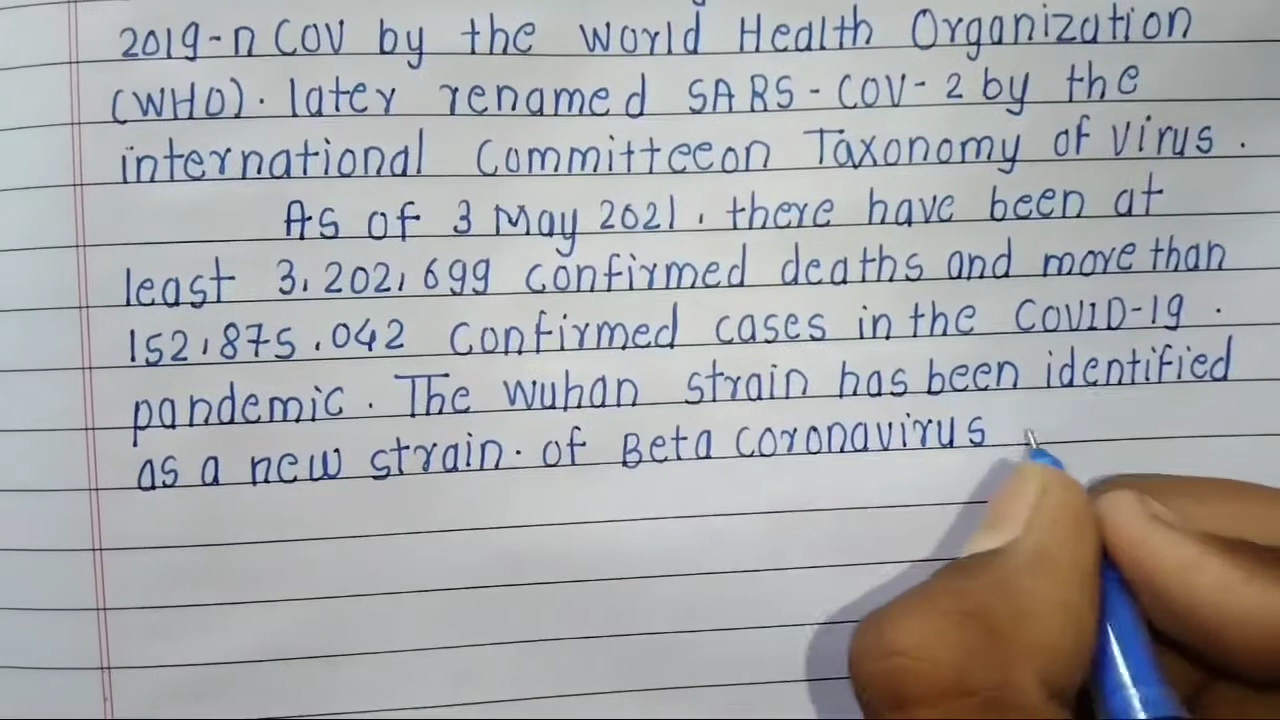 2019-n COV by the World Health Organization
(WHO). later renamed SARS-COV-2 by the
international Committeeon Taxonomy of Virus.
As of 3 May 2021. there have been at
least 3,202,699 confirmed deaths and more than
152,875.042 confirmed cases in the COVID-19.
pandemic. The wuhan strain has been identified
as a new strain. of Beta coronavirus